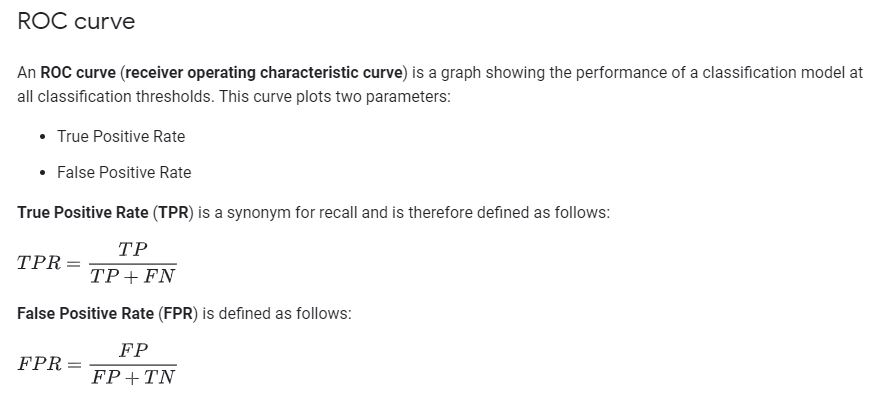 ROC curve
An ROC curve (receiver operating characteristic curve) is a graph showing the performance of a classification model at
all classification thresholds. This curve plots two parameters:
• True Positive Rate
• False Positive Rate
True Positive Rate (TPR) is a synonym for recall and is therefore defined as follows:
TPR = TP / (TP + FN)
False Positive Rate (FPR) is defined as follows:
FPR = FP / (FP + TN)